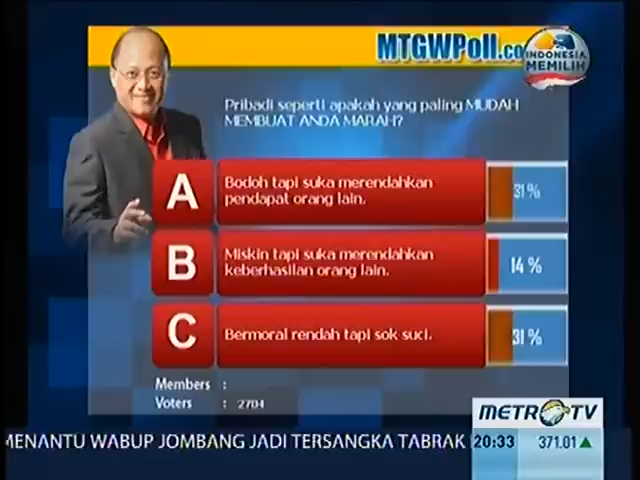 MTGWPoll.co
INDONESIA
MEMILIH
Pribadi seperti apakah yang paling MUDAH
MEMBUAT ANDA MARAH?
A
Bodoh tapi suka merendahkan
pendapat orang lain.
31%
B
Miskin tapi suka merendahkan
keberhasilan orang lain.
14%
C
Bermoral rendah tapi sok suci.
31%
Members :
Voters : 2704
METRO TV
MENANTU WABUP JOMBANG JADI TERSANGKA TABRAK
20:33
371.01